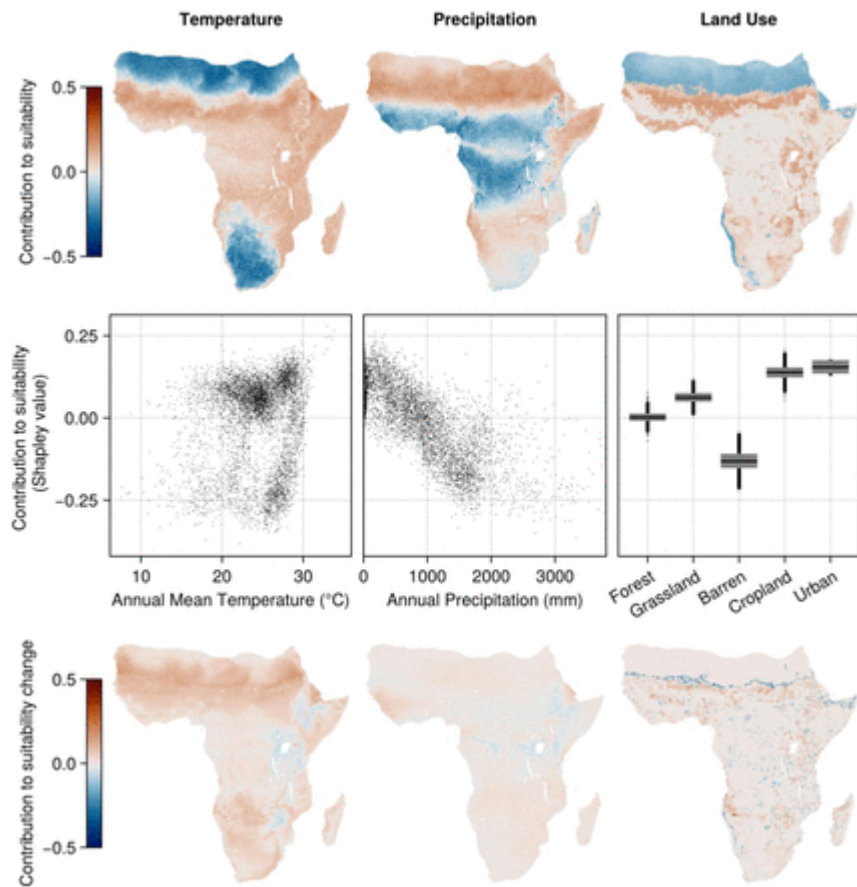 Temperature
Precipitation
Land Use
Contribution to suitability
0.5
0.0
−0.5
Contribution to suitability
(Shapley value)
0.25
0.00
−0.25
10
20
30
Annual Mean Temperature (°C)
0
1000
2000
3000
Annual Precipitation (mm)
Forest
Grassland
Barren
Cropland
Urban
Contribution to suitability change
0.5
0.0
−0.5